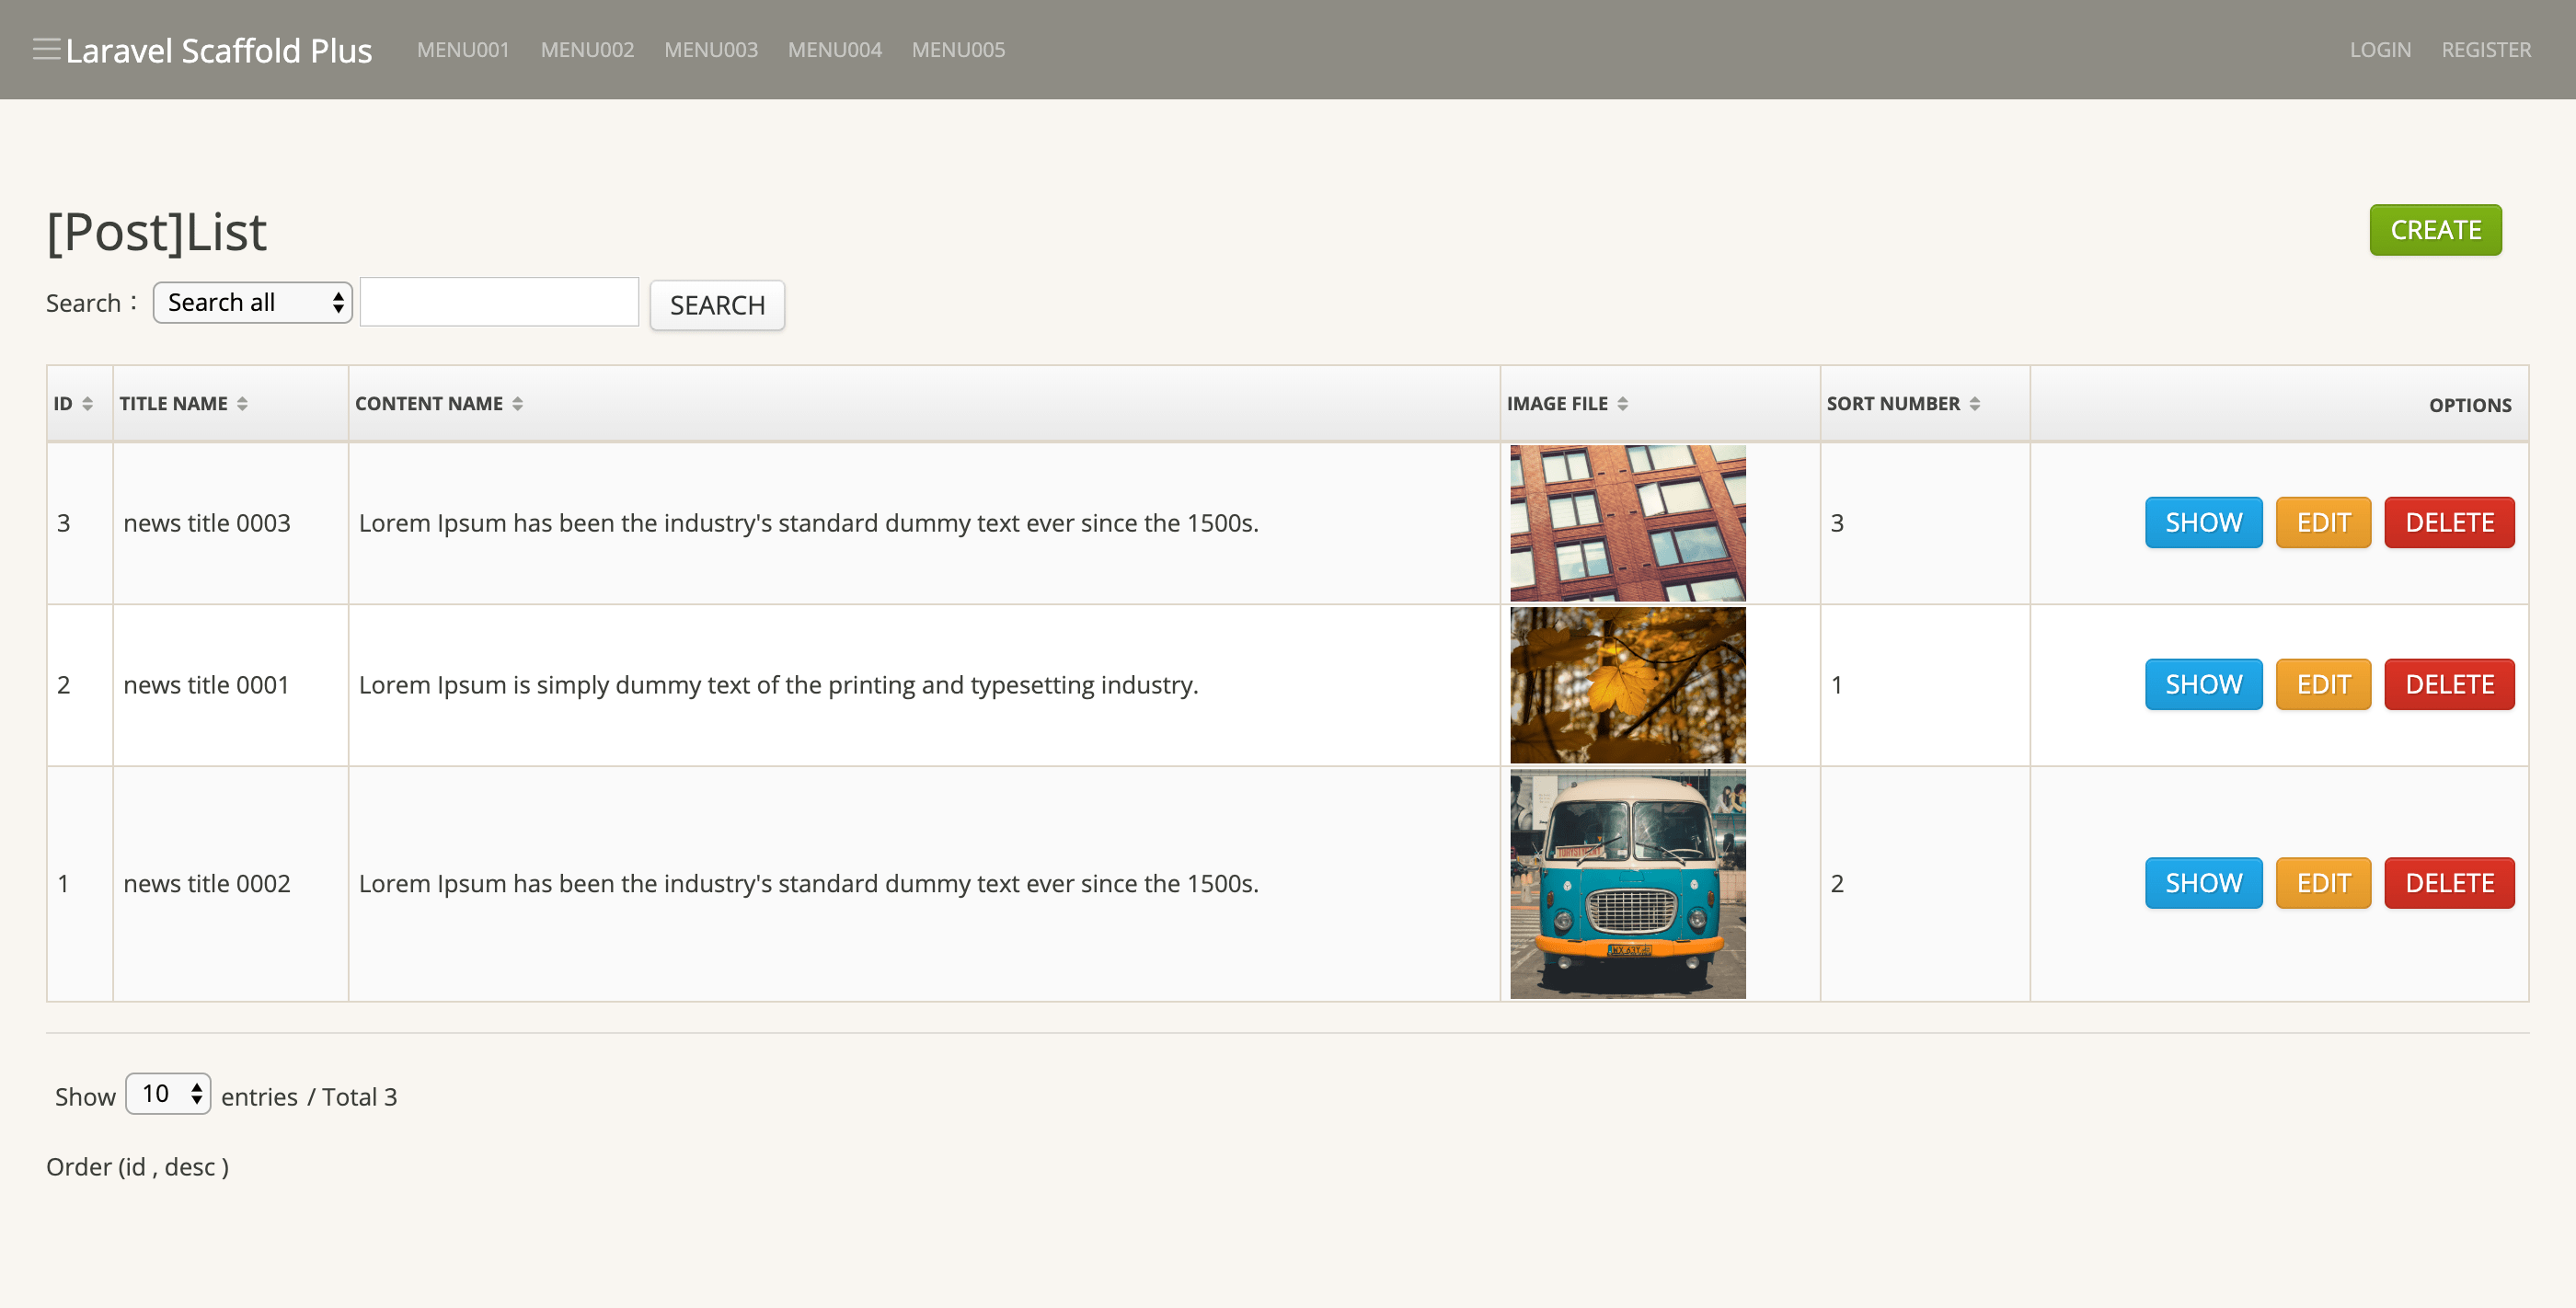 Laravel Scaffold Plus MENU001 MENU002 MENU003 MENU004 MENU005 LOGIN REGISTER
[Post]List CREATE
Search : Search all SEARCH
ID TITLE NAME CONTENT NAME IMAGE FILE SORT NUMBER OPTIONS
3 news title 0003 Lorem Ipsum has been the industry's standard dummy text ever since the 1500s. 3 SHOW EDIT DELETE
2 news title 0001 Lorem Ipsum is simply dummy text of the printing and typesetting industry. 1 SHOW EDIT DELETE
1 news title 0002 Lorem Ipsum has been the industry's standard dummy text ever since the 1500s. 2 SHOW EDIT DELETE
Show 10 entries / Total 3
Order (id , desc )